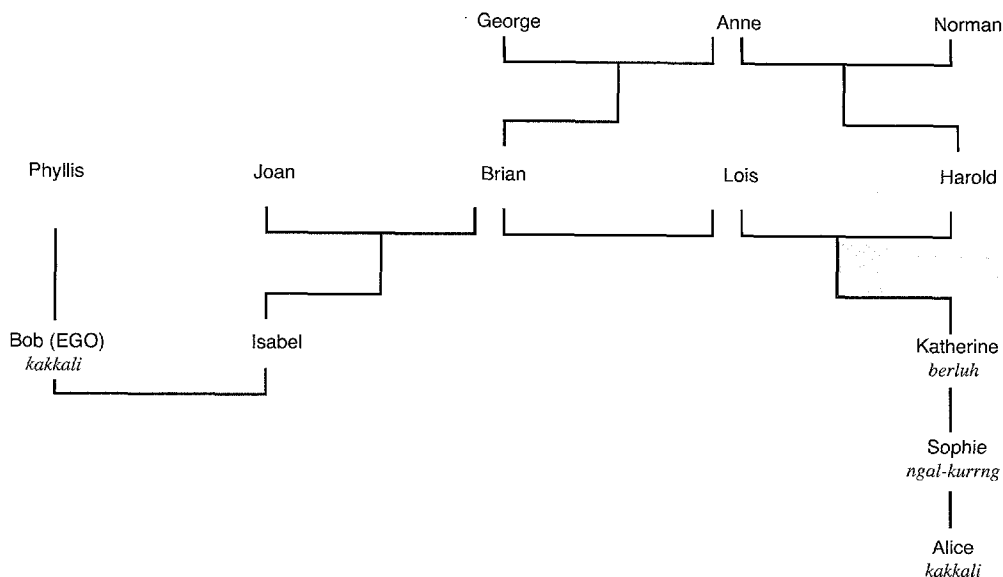 George Anne Norman
Phyllis Joan Brian Lois Harold
Bob (EGO) Isabel Katherine
kakkali berluh
Sophie
ngal-kurrng
Alice
kakkali